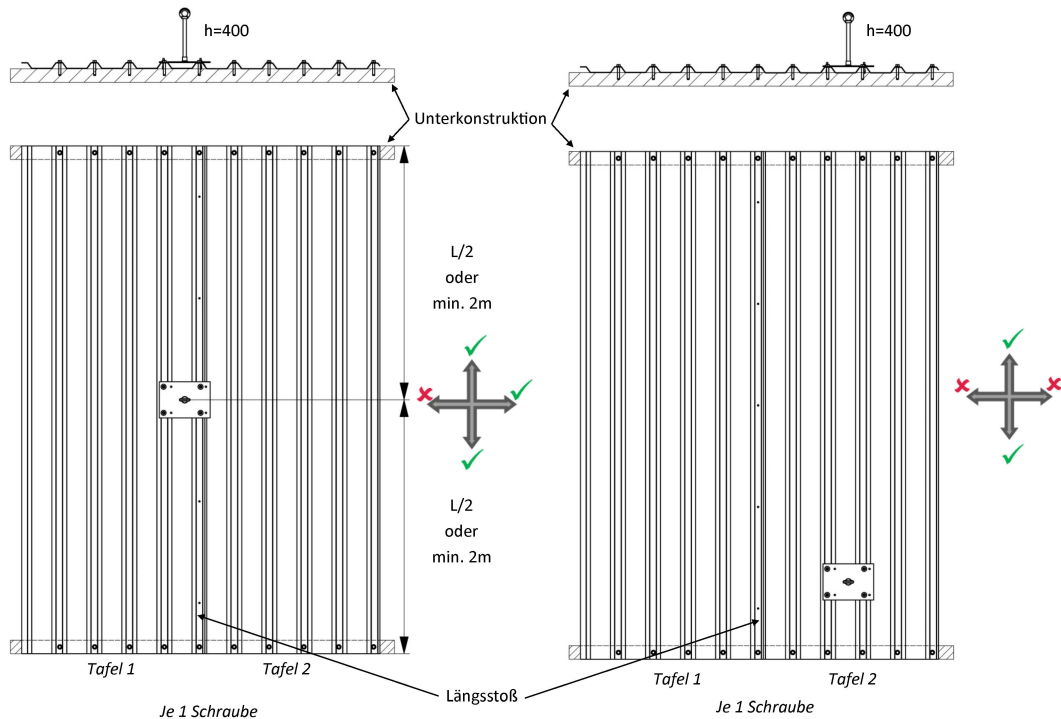 h=400
h=400
Unterkonstruktion
L/2
oder
min. 2m
L/2
oder
min. 2m
Tafel 1
Tafel 2
Tafel 1
Tafel 2
Längsstoß
Je 1 Schraube
Je 1 Schraube